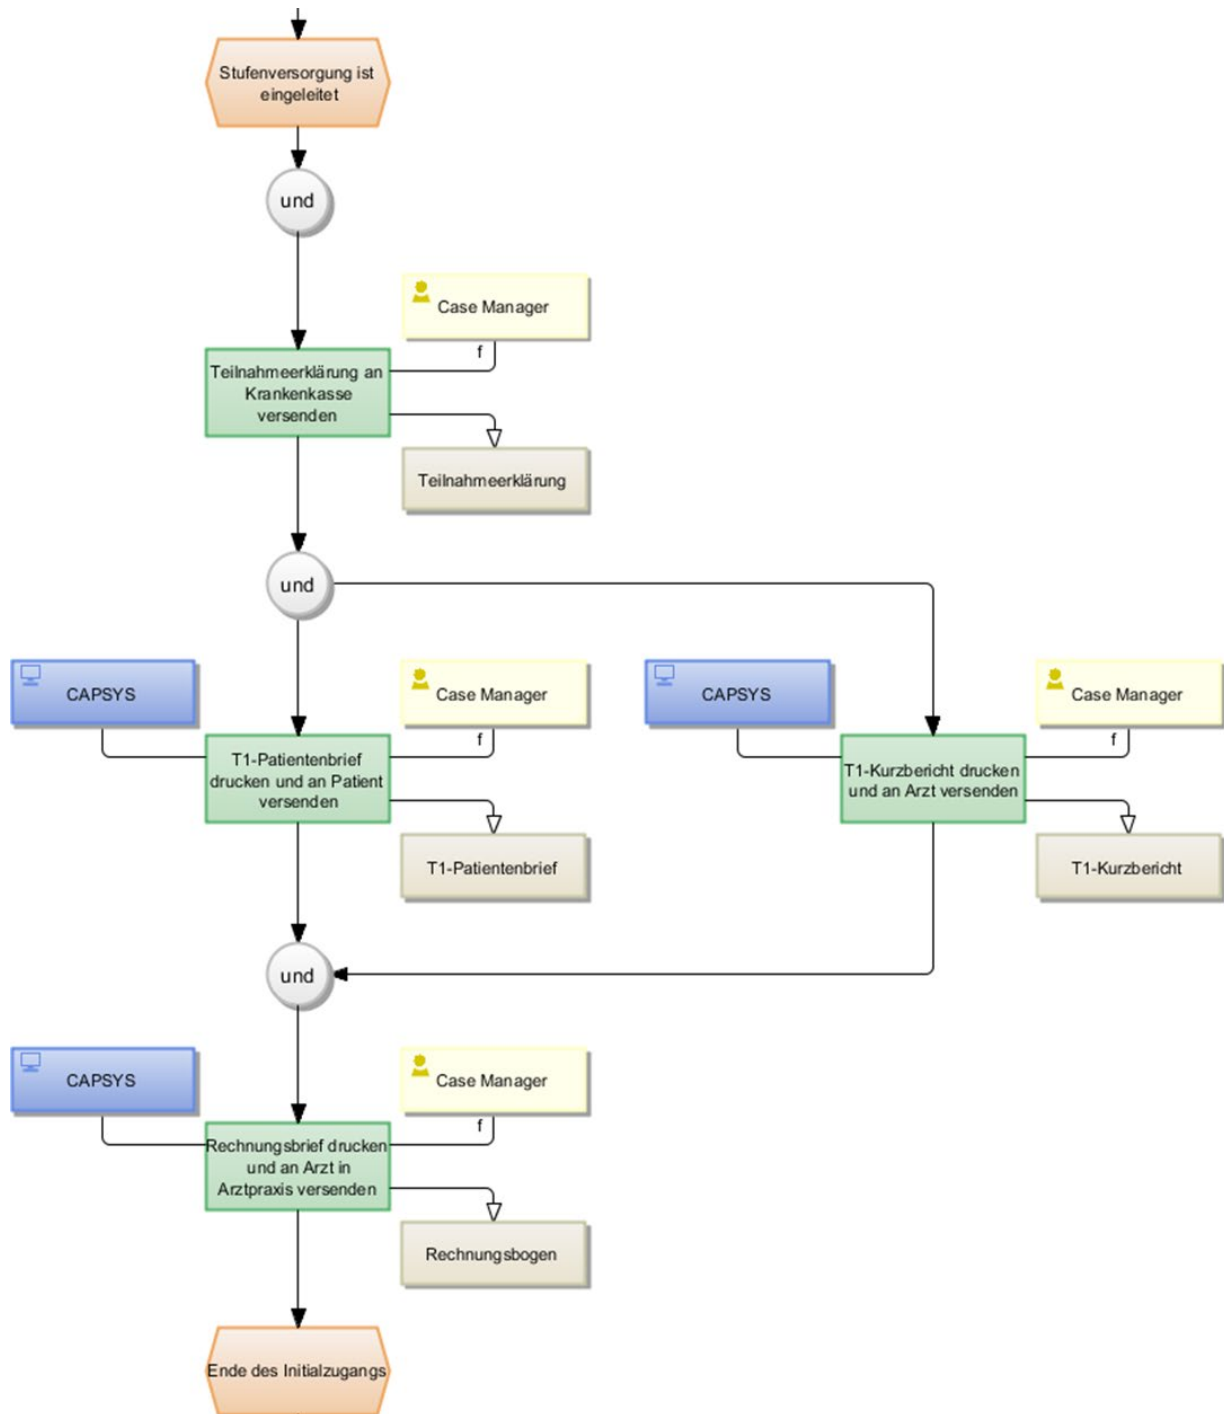 Stufenversorgung ist
eingeleitet
und
Case Manager
f
Teilnahmeerklärung an
Krankenkasse
versenden
Teilnahmeerklärung
und
CAPSYS
Case Manager
CAPSYS
Case Manager
f
f
T1-Patientenbrief
drucken und an Patient
versenden
T1-Kurzbericht drucken
und an Arzt versenden
T1-Patientenbrief
T1-Kurzbericht
und
CAPSYS
Case Manager
f
Rechnungsbrief drucken
und an Arzt in
Arztpraxis versenden
Rechnungsbogen
Ende des Initialzugangs